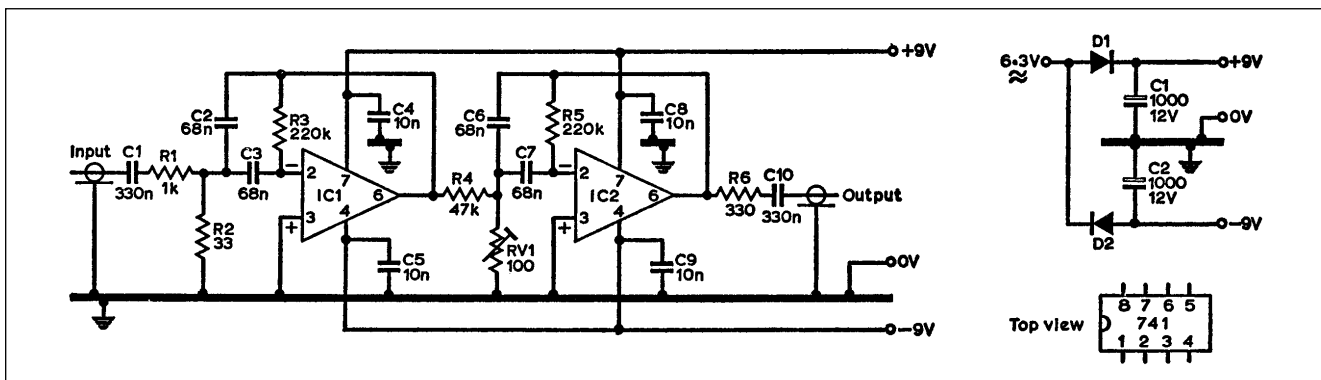 +9V
C2
68n
R3
220k
C4
10n
C6
68n
R5
220k
C8
10n
Input
C1
330n
R1
1k
C3
68n
−
2
7
IC1
6
3
4
+
R2
33
C5
10n
R4
47k
C7
68n
−
2
7
IC2
6
3
4
+
RV1
100
C9
10n
R6
330
C10
330n
Output
0V
−9V
6·3V
≈
D1
+9V
C1
1000
12V
0V
C2
1000
12V
D2
−9V
Top view
8 7 6 5
741
1 2 3 4